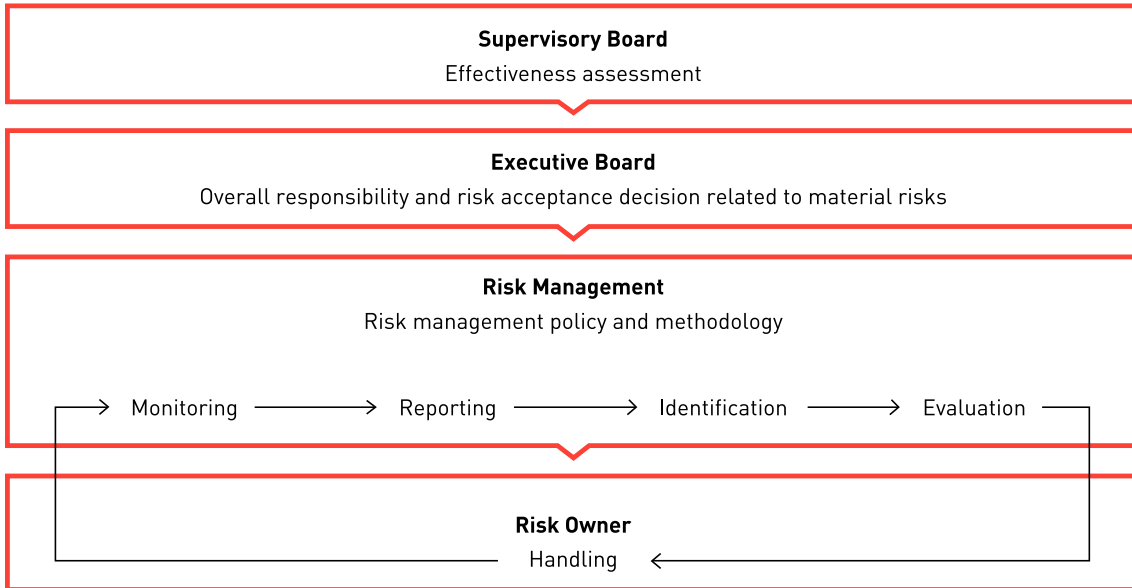 Supervisory Board
Effectiveness assessment
Executive Board
Overall responsibility and risk acceptance decision related to material risks
Risk Management
Risk management policy and methodology
Monitoring Reporting Identification Evaluation
Risk Owner
Handling